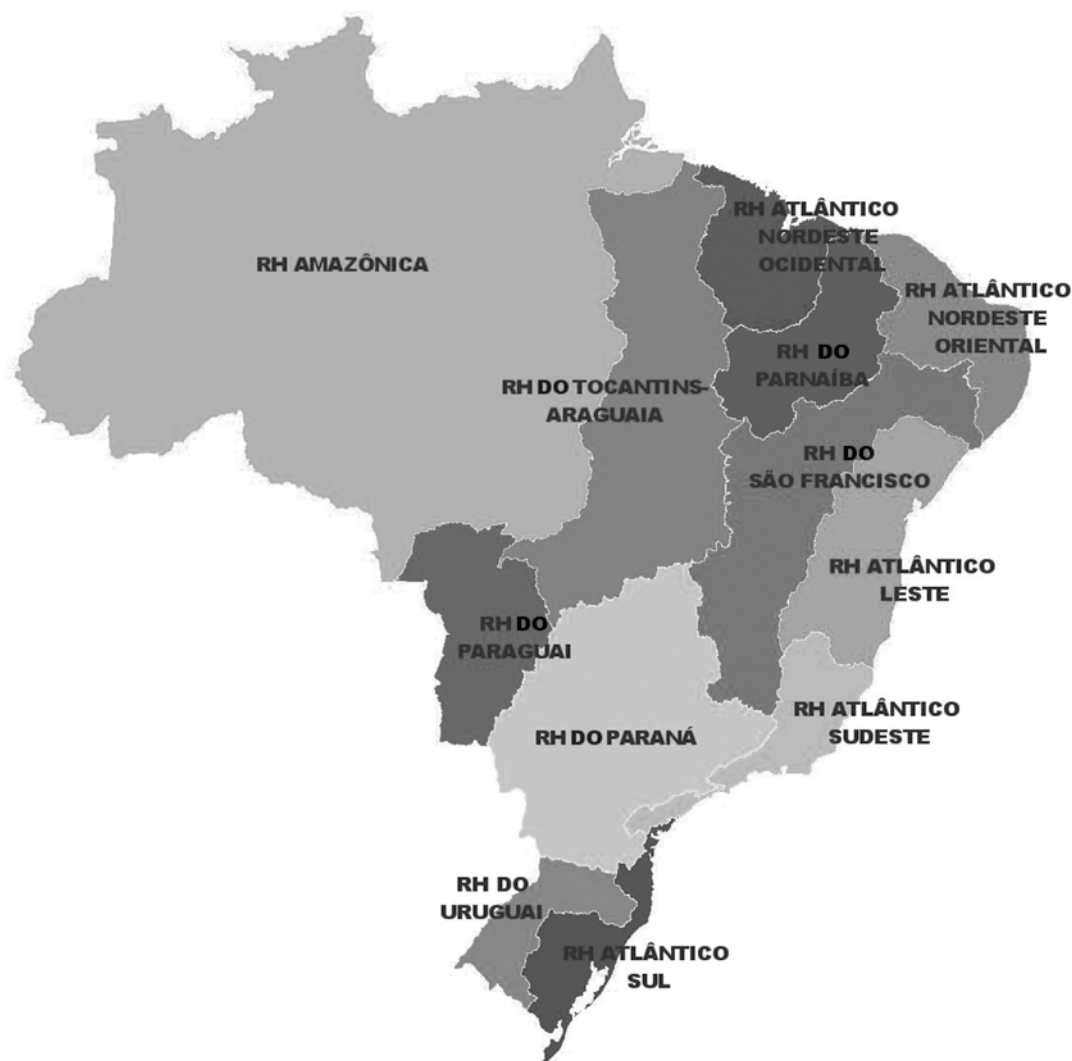 RH ATLÂNTICO
NORDESTE
OCIDENTAL
RH AMAZÔNICA
RH ATLÂNTICO
NORDESTE
ORIENTAL
RH DO
PARNAÍBA
RH DO TOCANTINS-
ARAGUAIA
RH DO
SÃO FRANCISCO
RH ATLÂNTICO
LESTE
RH DO
PARAGUAI
RH ATLÂNTICO
SUDESTE
RH DO PARANÁ
RH DO
URUGUAI
RH ATLÂNTICO
SUL